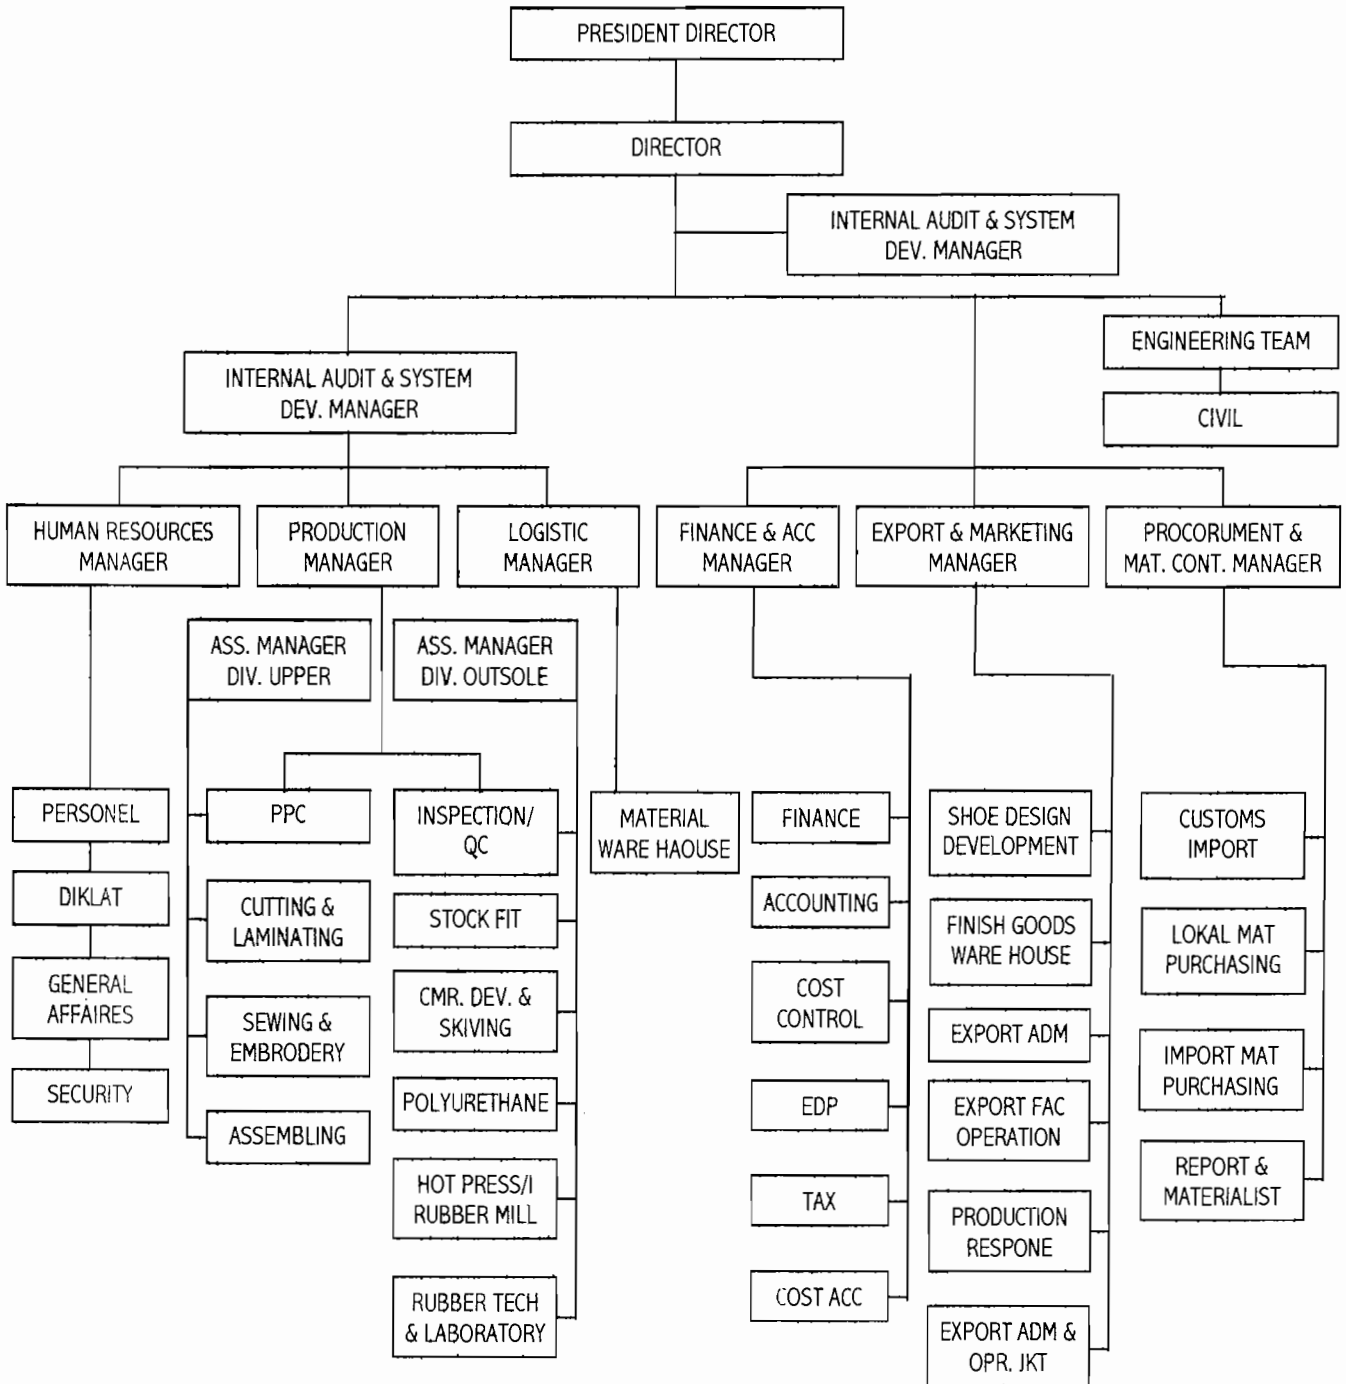 PRESIDENT DIRECTOR
DIRECTOR
INTERNAL AUDIT & SYSTEM
DEV. MANAGER
ENGINEERING TEAM
CIVIL
INTERNAL AUDIT & SYSTEM
DEV. MANAGER
HUMAN RESOURCES
MANAGER
PRODUCTION
MANAGER
LOGISTIC
MANAGER
FINANCE & ACC
MANAGER
EXPORT & MARKETING
MANAGER
PROCORUMENT &
MAT. CONT. MANAGER
ASS. MANAGER
DIV. UPPER
ASS. MANAGER
DIV. OUTSOLE
PERSONEL
DIKLAT
GENERAL
AFFAIRES
SECURITY
PPC
CUTTING &
LAMINATING
SEWING &
EMBRODERY
ASSEMBLING
INSPECTION/
QC
STOCK FIT
CMR. DEV. &
SKIVING
POLYURETHANE
HOT PRESS/I
RUBBER MILL
RUBBER TECH
& LABORATORY
MATERIAL
WARE HAOUSE
FINANCE
ACCOUNTING
COST
CONTROL
EDP
TAX
COST ACC
SHOE DESIGN
DEVELOPMENT
FINISH GOODS
WARE HOUSE
EXPORT ADM
EXPORT FAC
OPERATION
PRODUCTION
RESPONE
EXPORT ADM &
OPR. JKT
CUSTOMS
IMPORT
LOKAL MAT
PURCHASING
IMPORT MAT
PURCHASING
REPORT &
MATERIALIST